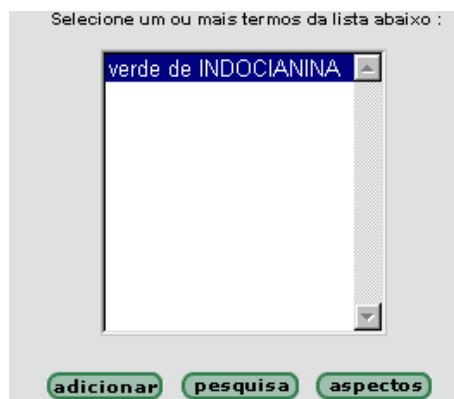 Selecione um ou mais termos da lista abaixo :
verde de INDOCIANINA
adicionar pesquisa aspectos